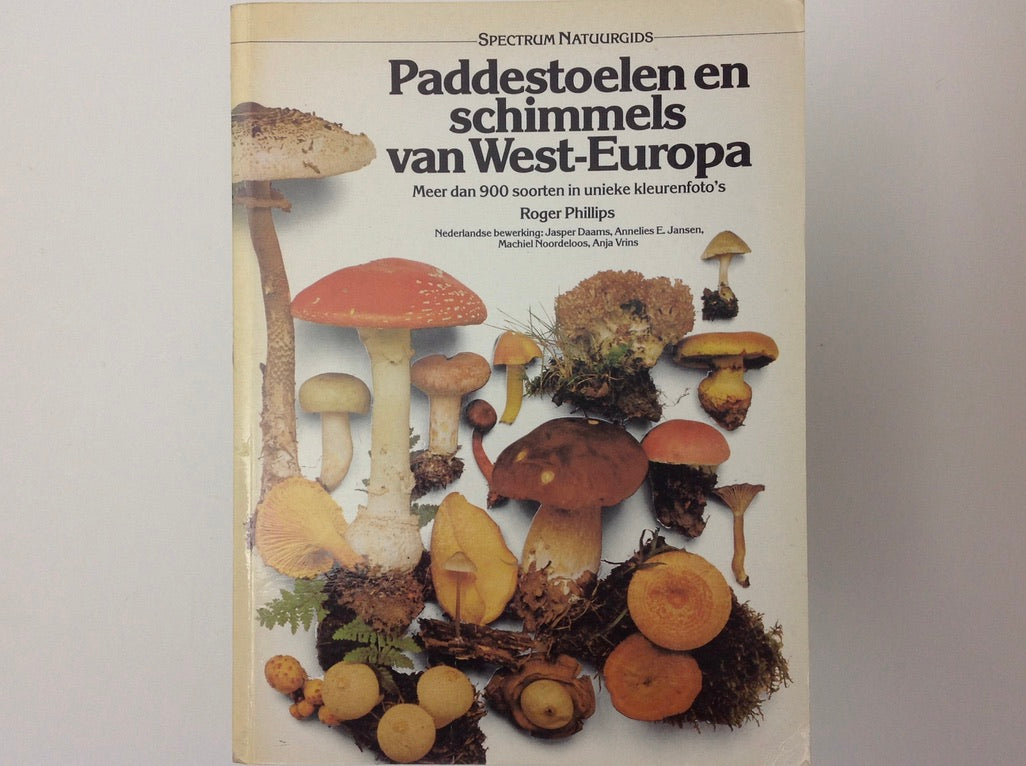 SPECTRUM NATUURGIDS
Paddestoelen en
schimmels
van West-Europa
Meer dan 900 soorten in unieke kleurenfoto's
Roger Phillips
Nederlandse bewerking: Jasper Daams, Annelies E. Jansen,
Machiel Noordeloos, Anja Vrins